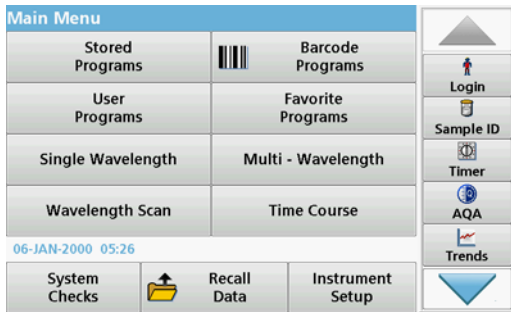 Main Menu
Stored
Programs
Barcode
Programs
User
Programs
Favorite
Programs
Single Wavelength
Multi - Wavelength
Wavelength Scan
Time Course
06-JAN-2000 05:26
System
Checks
Recall
Data
Instrument
Setup
Login
Sample ID
Timer
AQA
Trends